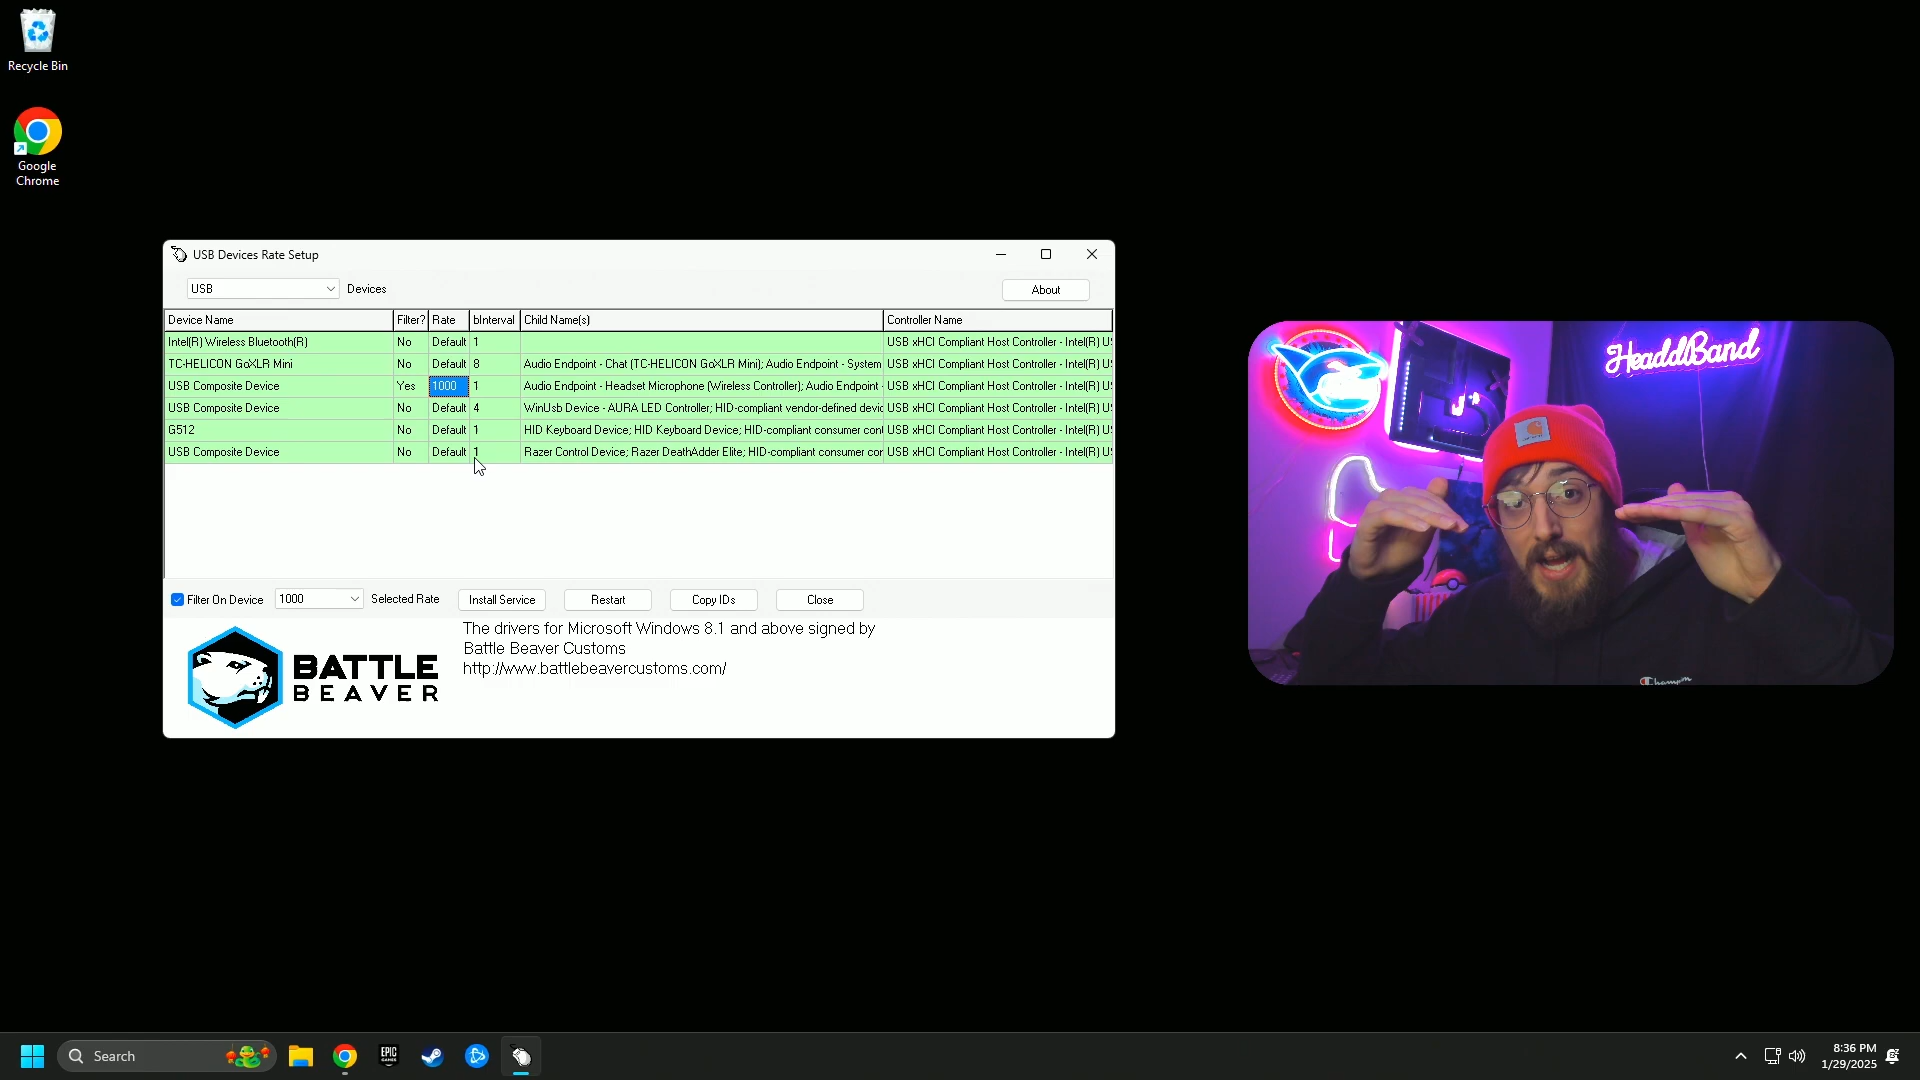 Recycle Bin
Google
Chrome
USB Devices Rate Setup
USB Devices About
Device Name Filter? Rate bInterval Child Name(s) Controller Name
Intel(R) Wireless Bluetooth(R) No Default 1 USB xHCI Compliant Host Controller - Intel(R) U
TC-HELICON GoXLR Mini No Default 8 Audio Endpoint - Chat (TC-HELICON GoXLR Mini); Audio Endpoint - System USB xHCI Compliant Host Controller - Intel(R) U
USB Composite Device Yes 1000 1 Audio Endpoint - Headset Microphone (Wireless Controller); Audio Endpoint - USB xHCI Compliant Host Controller - Intel(R) U
USB Composite Device No Default 4 WinUsb Device - AURA LED Controller; HID-compliant vendor-defined devic USB xHCI Compliant Host Controller - Intel(R) U
G512 No Default 1 HID Keyboard Device; HID Keyboard Device; HID-compliant consumer cont USB xHCI Compliant Host Controller - Intel(R) U
USB Composite Device No Default 1 Razer Control Device; Razer DeathAdder Elite; HID-compliant consumer cor USB xHCI Compliant Host Controller - Intel(R) U
Filter On Device 1000 Selected Rate Install Service Restart Copy IDs Close
The drivers for Microsoft Windows 8.1 and above signed by
Battle Beaver Customs
http://www.battlebeavercustoms.com/
BATTLE
BEAVER
HeaddBand
Champion
Search
EPIC
GAMES
8:36 PM
1/29/2025